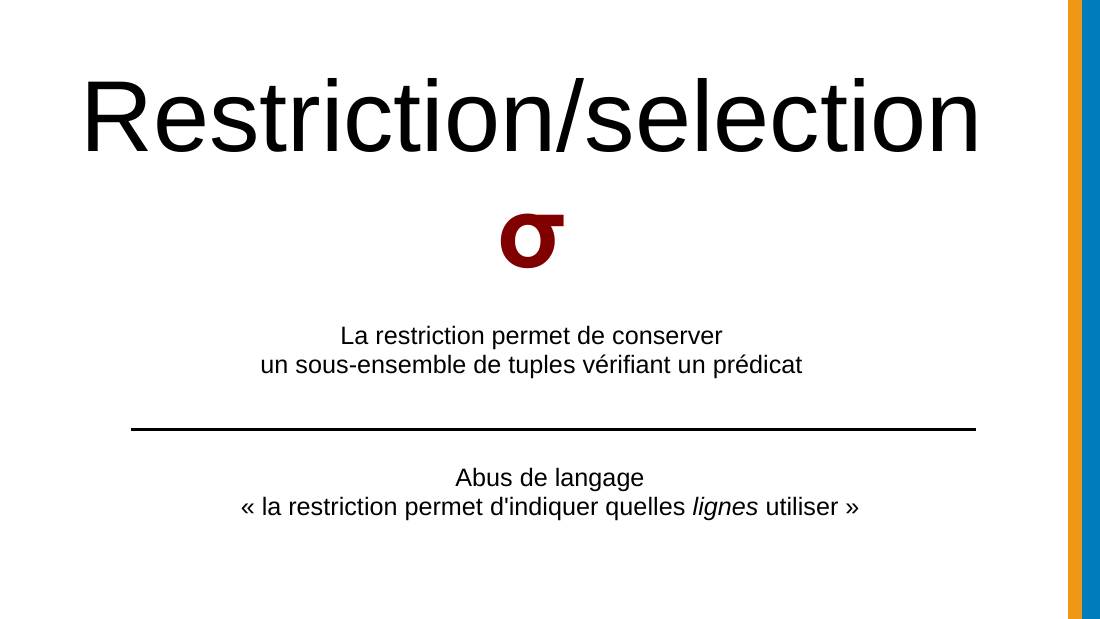 Restriction/selection
σ
La restriction permet de conserver
un sous-ensemble de tuples vérifiant un prédicat
Abus de langage
« la restriction permet d'indiquer quelles lignes utiliser »